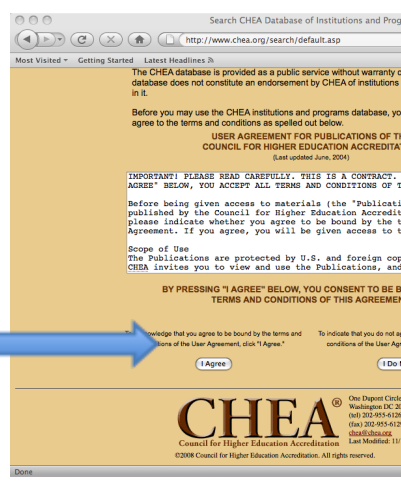 Search CHEA Database of Institutions and Prog
http://www.chea.org/search/default.asp
Most Visited Getting Started Latest Headlines
The CHEA database is provided as a public service without warranty
database does not constitute an endorsement by CHEA of institutions
in it.
Before you may use the CHEA institutions and programs database, yo
agree to the terms and conditions as spelled out below.
USER AGREEMENT FOR PUBLICATIONS OF T
COUNCIL FOR HIGHER EDUCATION ACCREDITA
(Last updated June, 2004)
IMPORTANT! PLEASE READ CAREFULLY. THIS IS A CONTRACT.
AGREE" BELOW, YOU ACCEPT ALL TERMS AND CONDITIONS OF T
Before being given access to materials (the "Publicati
published by the Council for Higher Education Accredit
please indicate whether you agree to be bound by the t
Agreement. If you agree, you will be given access to t
Scope of Use
The Publications are protected by U.S. and foreign cop
CHEA invites you to view and use the Publications, and
BY PRESSING "I AGREE" BELOW, YOU CONSENT TO BE B
TERMS AND CONDITIONS OF THIS AGREEMEN
owledge that you agree to be bound by the terms and
itions of the User Agreement, click "I Agree."
To indicate that you do not a
conditions of the User Agr
I Agree
I Do
CHEA®
Council for Higher Education Accreditation
One Dupont Circle
Washington DC 20
(tel) 202-955-6126
(fax) 202-955-6129
chea@chea.org
Last Modified: 11/
©2008 Council for Higher Education Accreditation. All rights reserved.
Done